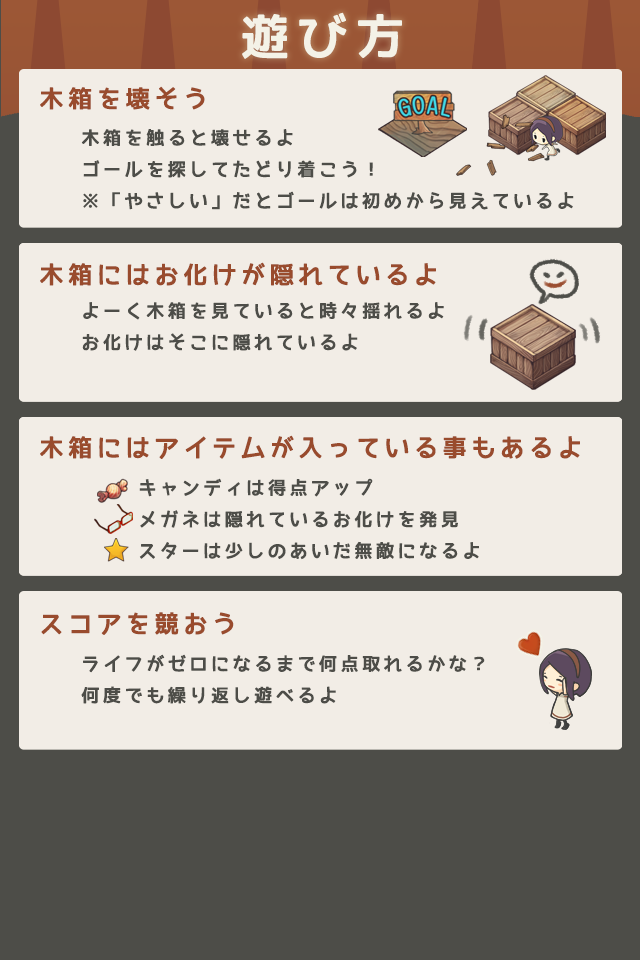 遊び方
木箱を壊そう
GOAL
木箱を触ると壊せるよ
ゴールを探してたどり着こう！
※「やさしい」だとゴールは初めから見えているよ
木箱にはお化けが隠れているよ
よーく木箱を見ていると時々揺れるよ
お化けはそこに隠れているよ
木箱にはアイテムが入っている事もあるよ
キャンディは得点アップ
メガネは隠れているお化けを発見
スターは少しのあいだ無敵になるよ
スコアを競おう
ライフがゼロになるまで何点取れるかな？
何度でも繰り返し遊べるよ